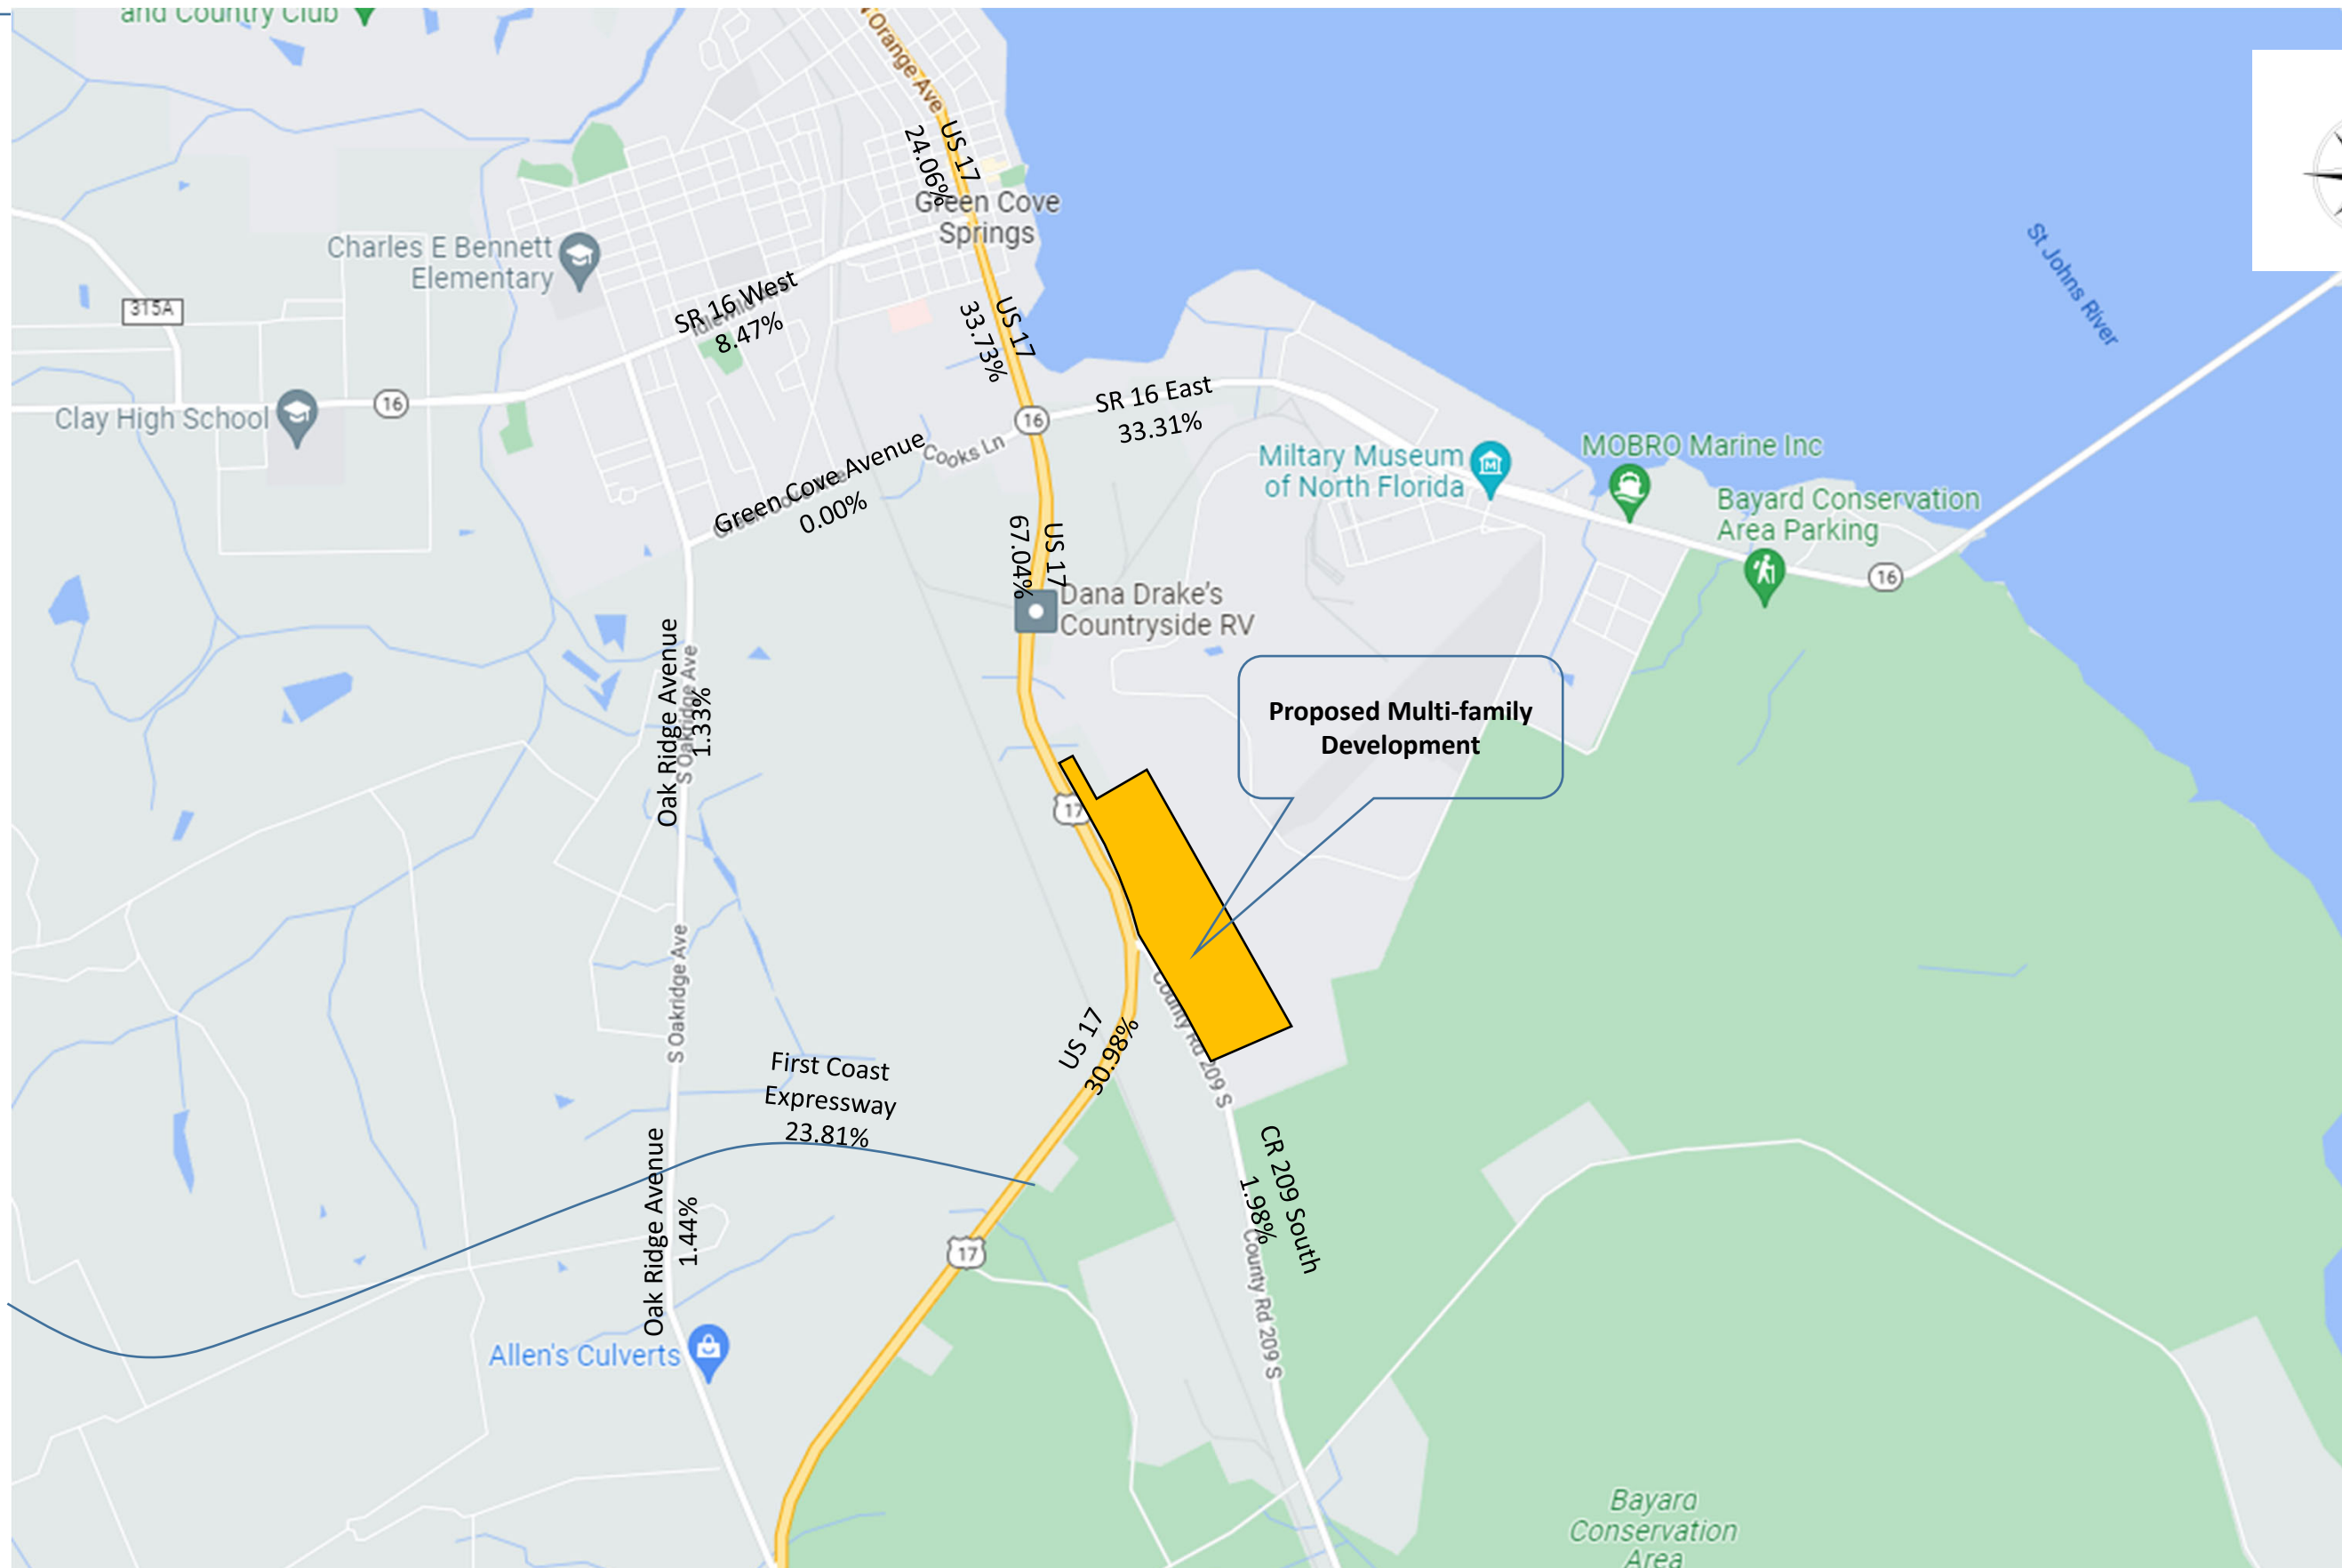 and Country Club
N Orange Ave
US 17
24.06%
Green Cove
Springs
St Johns River
Charles E Bennett
Elementary
315A
SR 16 West
8.47%
US 17
33.73%
Clay High School
16
16
SR 16 East
33.31%
Cooks Ln
Green Cove Avenue
0.00%
Miltary Museum
of North Florida
MOBRO Marine Inc
Bayard Conservation
Area Parking
16
US 17
67.04%
Dana Drake's
Countryside RV
Oak Ridge Avenue
S Oakridge Ave
1.33%
Proposed Multi-family
Development
17
S Oakridge Ave
County Rd 209 S
US 17
30.98%
First Coast
Expressway
23.81%
CR 209 South
1.98%
Oak Ridge Avenue
1.44%
17
County Rd 209 S
Allen's Culverts
Bayard
Conservation
Area